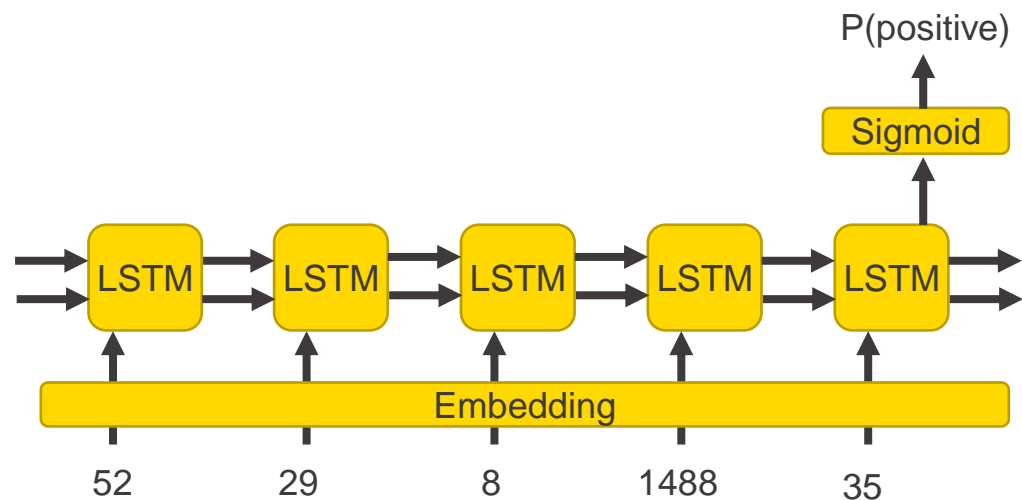 P(positive)
Sigmoid
LSTM LSTM LSTM LSTM LSTM
Embedding
52 29 8 1488 35